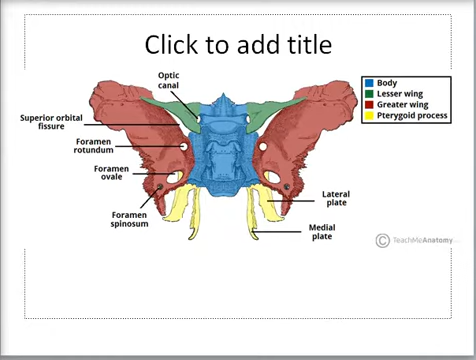 Click to add title
Optic
canal
Body
Lesser wing
Greater wing
Pterygoid process
Superior orbital
fissure
Foramen
rotundum
Foramen
ovale
Foramen
spinosum
Lateral
plate
Medial
plate
© TeachMeAnatomy